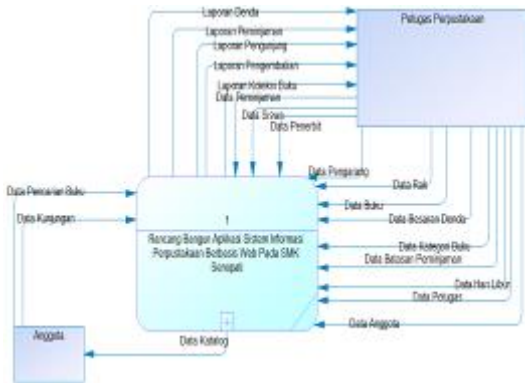 Laporan Denda
Petugas Perpustakaan
Laporan Peminjaman
Laporan Pengunjung
Laporan Pengembalian
Laporan Koleksi Buku
Data Peminjaman
Data Siswa
Data Penerbit
Data Pengarang
Data Rak
Data Pencarian Buku
Data Buku
Data Kunjungan
Data Besaran Denda
1
Rancang Bangun Aplikasi Sistem Informasi
Perpustakaan Berbasis Web Pada SMK
Senopati
Data Kategori Buku
Data Batasan Peminjaman
Data Hari Libur
Data Petugas
Data Anggota
Anggota
Data Katalog